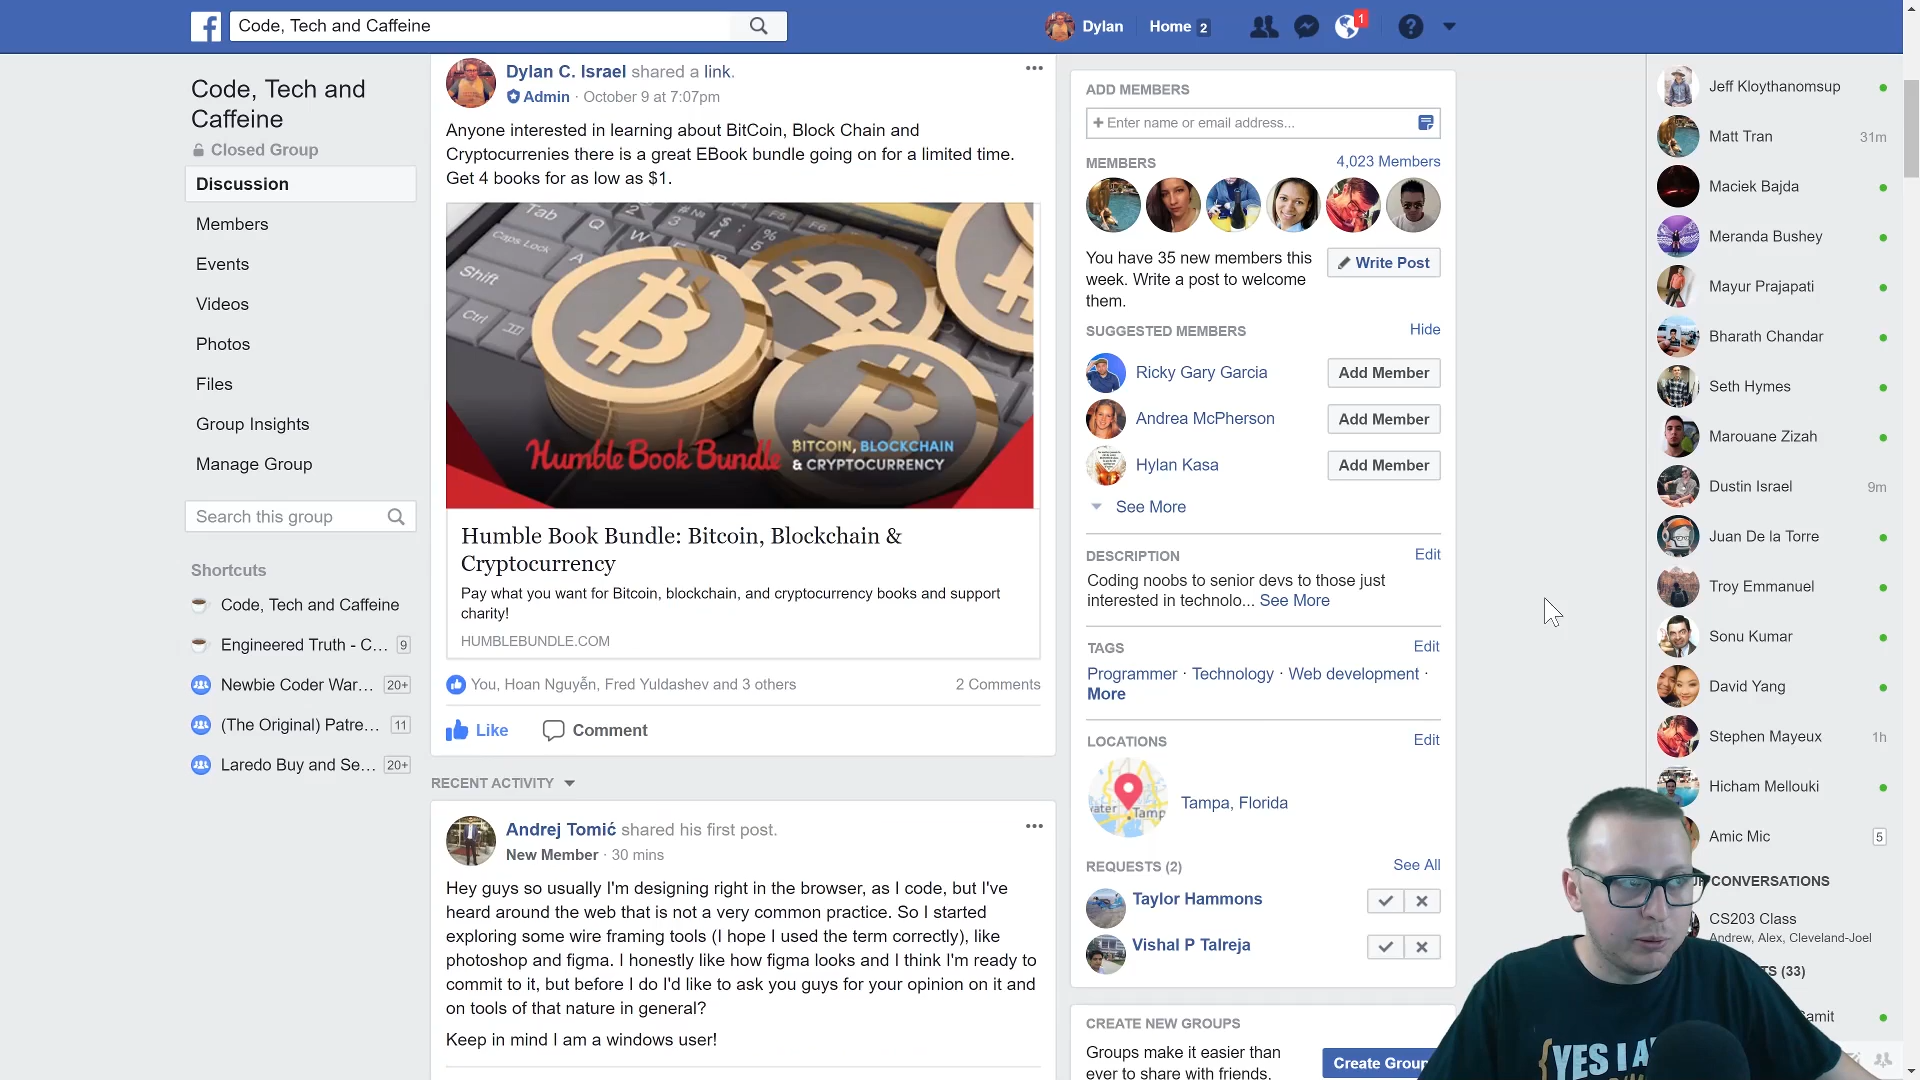 Code, Tech and Caffeine
Dylan
Home 2
1
Code, Tech and
Caffeine
Closed Group
Discussion
Members
Events
Videos
Photos
Files
Group Insights
Manage Group
Search this group
Shortcuts
Code, Tech and Caffeine
Engineered Truth - C... 9
Newbie Coder War... 20+
(The Original) Patre... 11
Laredo Buy and Se... 20+
Dylan C. Israel shared a link.
Admin · October 9 at 7:07pm
Anyone interested in learning about BitCoin, Block Chain and
Cryptocurrenies there is a great EBook bundle going on for a limited time.
Get 4 books for as low as $1.
Tab
Q
W
Caps Lock
A
Shift
Ctrl
Humble Book Bundle
BITCOIN, BLOCKCHAIN
& CRYPTOCURRENCY
Humble Book Bundle: Bitcoin, Blockchain &
Cryptocurrency
Pay what you want for Bitcoin, blockchain, and cryptocurrency books and support
charity!
HUMBLEBUNDLE.COM
You, Hoan Nguyễn, Fred Yuldashev and 3 others
2 Comments
Like
Comment
RECENT ACTIVITY
Andrej Tomić shared his first post.
New Member · 30 mins
Hey guys so usually I'm designing right in the browser, as I code, but I've
heard around the web that is not a very common practice. So I started
exploring some wire framing tools (I hope I used the term correctly), like
photoshop and figma. I honestly like how figma looks and I think I'm ready to
commit to it, but before I do I'd like to ask you guys for your opinion on it and
on tools of that nature in general?
Keep in mind I am a windows user!
ADD MEMBERS
+ Enter name or email address...
MEMBERS
4,023 Members
You have 35 new members this
week. Write a post to welcome
them.
Write Post
SUGGESTED MEMBERS
Hide
Ricky Gary Garcia
Add Member
Andrea McPherson
Add Member
Hylan Kasa
Add Member
See More
DESCRIPTION
Edit
Coding noobs to senior devs to those just
interested in technolo... See More
TAGS
Edit
Programmer · Technology · Web development ·
More
LOCATIONS
Edit
ater
Tamp
Tampa, Florida
REQUESTS (2)
See All
Taylor Hammons
Vishal P Talreja
CREATE NEW GROUPS
Groups make it easier than
ever to share with friends,
Create Group
Jeff Kloythanomsup
Matt Tran 31m
Maciek Bajda
Meranda Bushey
Mayur Prajapati
Bharath Chandar
Seth Hymes
Marouane Zizah
Dustin Israel 9m
Juan De la Torre
Troy Emmanuel
Sonu Kumar
David Yang
Stephen Mayeux 1h
Hicham Mellouki
Amic Mic 5
CONVERSATIONS
CS203 Class
Andrew, Alex, Cleveland-Joel
(33)
{YES I A